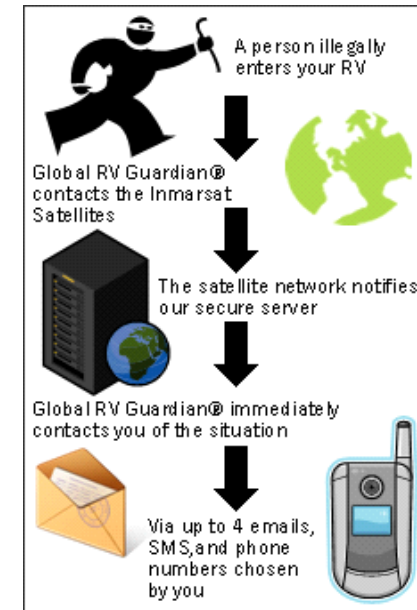 A person illegally
enters your RV
Global RV Guardian®
contacts the Inmarsat
Satellites
The satellite network notifies
our secure server
Global RV Guardian® immediately
contacts you of the situation
Via up to 4 emails,
SMS,and phone
numbers chosen
by you